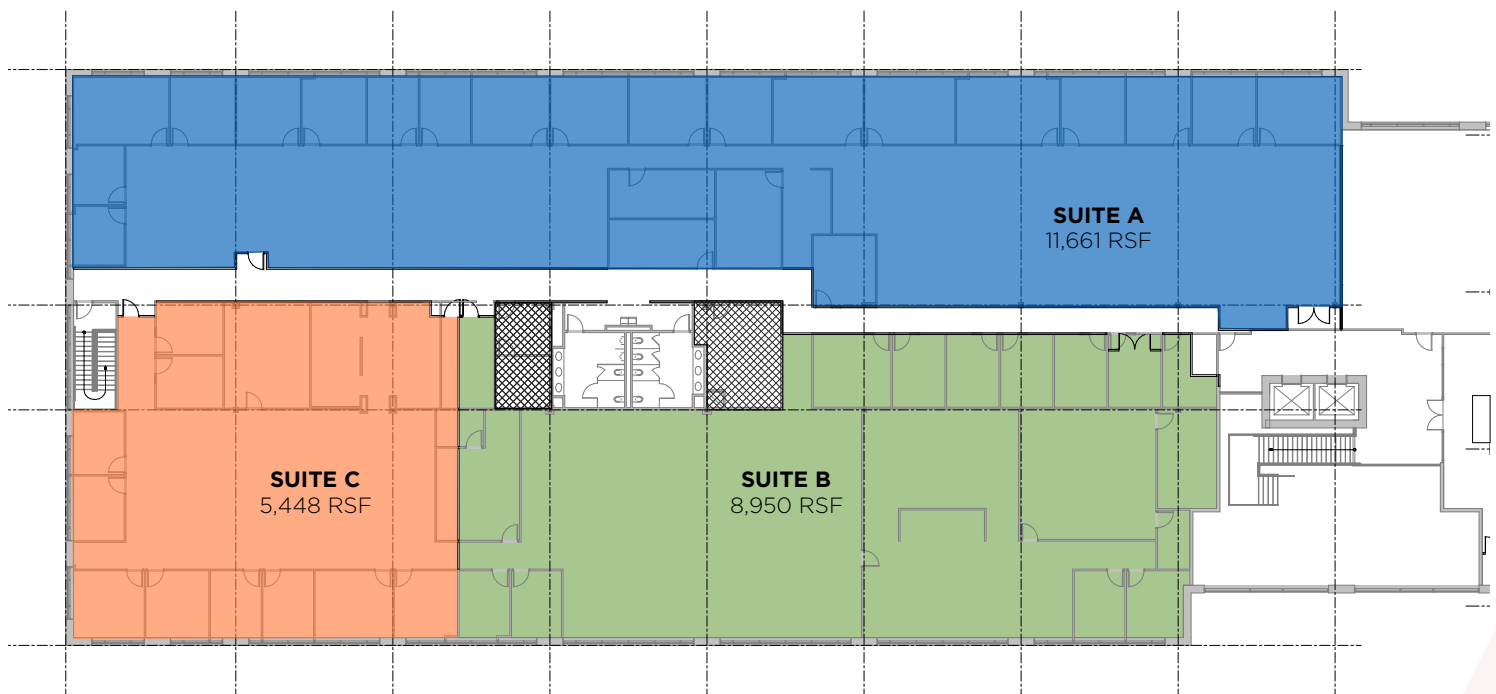 SUITE A
11,661 RSF
SUITE C
5,448 RSF
SUITE B
8,950 RSF